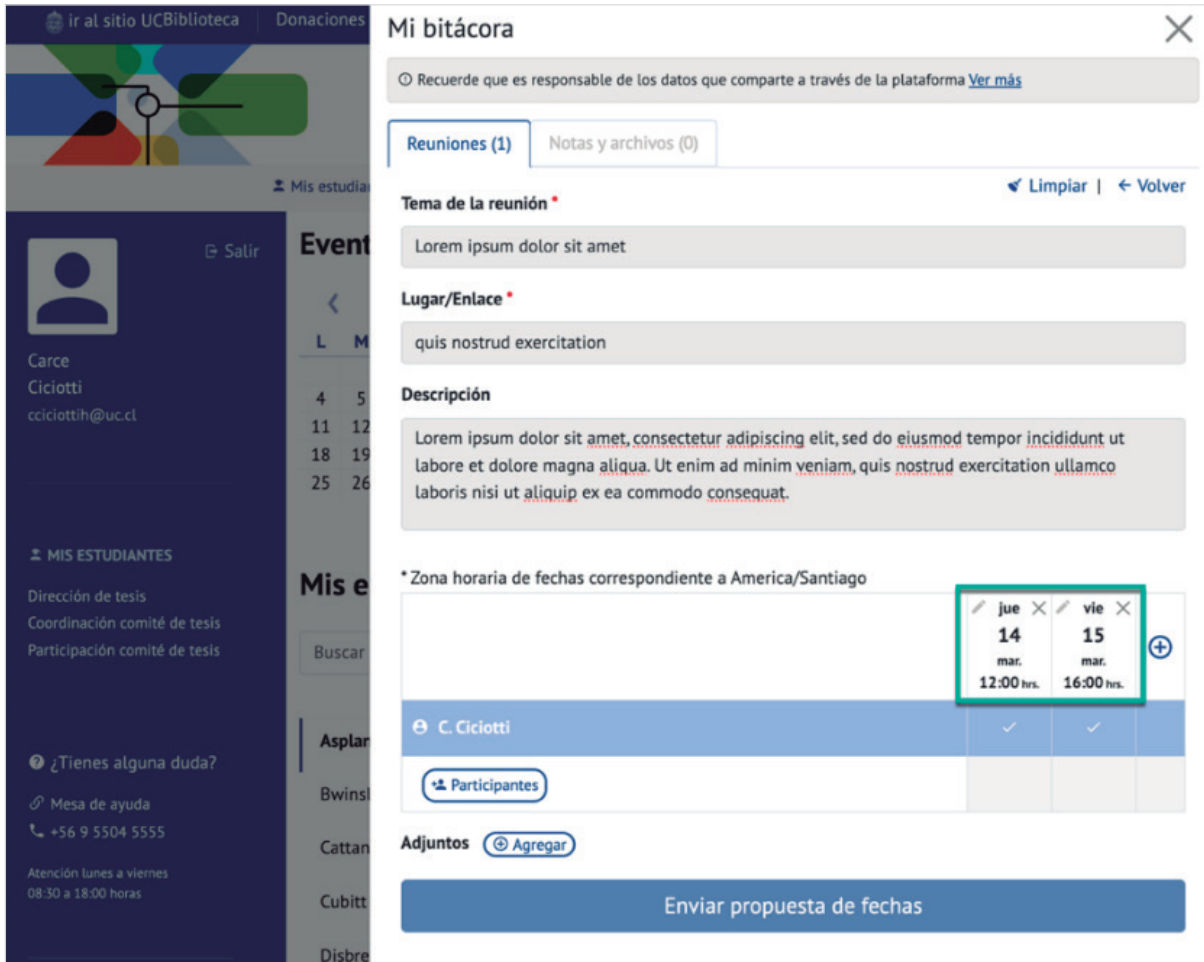 ir al sitio UCBiblioteca
Donaciones
Salir
Carce
Ciciotti
cciciottih@uc.cl
MIS ESTUDIANTES
Dirección de tesis
Coordinación comité de tesis
Participación comité de tesis
¿Tienes alguna duda?
Mesa de ayuda
+56 9 5504 5555
Atención lunes a viernes
08:30 a 18:00 horas
Mis estudia
Event
L M
4 5
11 12
18 19
25 26
Mis e
Buscar
Asplan
Bwinsl
Cattan
Cubitt
Disbre
Mi bitácora
Recuerde que es responsable de los datos que comparte a través de la plataforma Ver más
Reuniones (1)
Notas y archivos (0)
Limpiar | ← Volver
Tema de la reunión *
Lorem ipsum dolor sit amet
Lugar/Enlace *
quis nostrud exercitation
Descripción
Lorem ipsum dolor sit amet, consectetur adipiscing elit, sed do eiusmod tempor incididunt ut
labore et dolore magna aliqua. Ut enim ad minim veniam, quis nostrud exercitation ullamco
laboris nisi ut aliquip ex ea commodo consequat.
* Zona horaria de fechas correspondiente a America/Santiago
jue
14
mar.
12:00 hrs.
vie
15
mar.
16:00 hrs.
C. Ciciotti
Participantes
Adjuntos
Agregar
Enviar propuesta de fechas